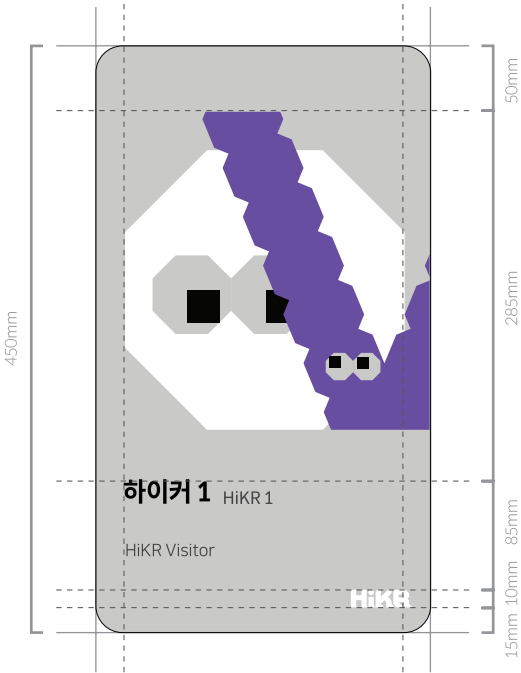 50mm
450mm
285mm
하이커 1 HiKR 1
85mm
HiKR Visitor
10mm
HiKR
15mm